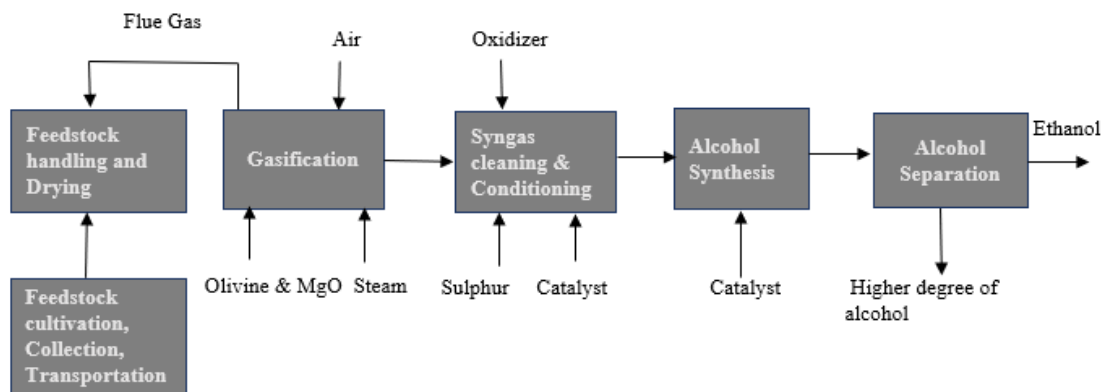 Flue Gas
Air
Oxidizer
Feedstock
handling and
Drying
Gasification
Syngas
cleaning &
Conditioning
Alcohol
Synthesis
Alcohol
Separation
Ethanol
Olivine & MgO
Steam
Sulphur
Catalyst
Catalyst
Higher degree of
alcohol
Feedstock
cultivation,
Collection,
Transportation